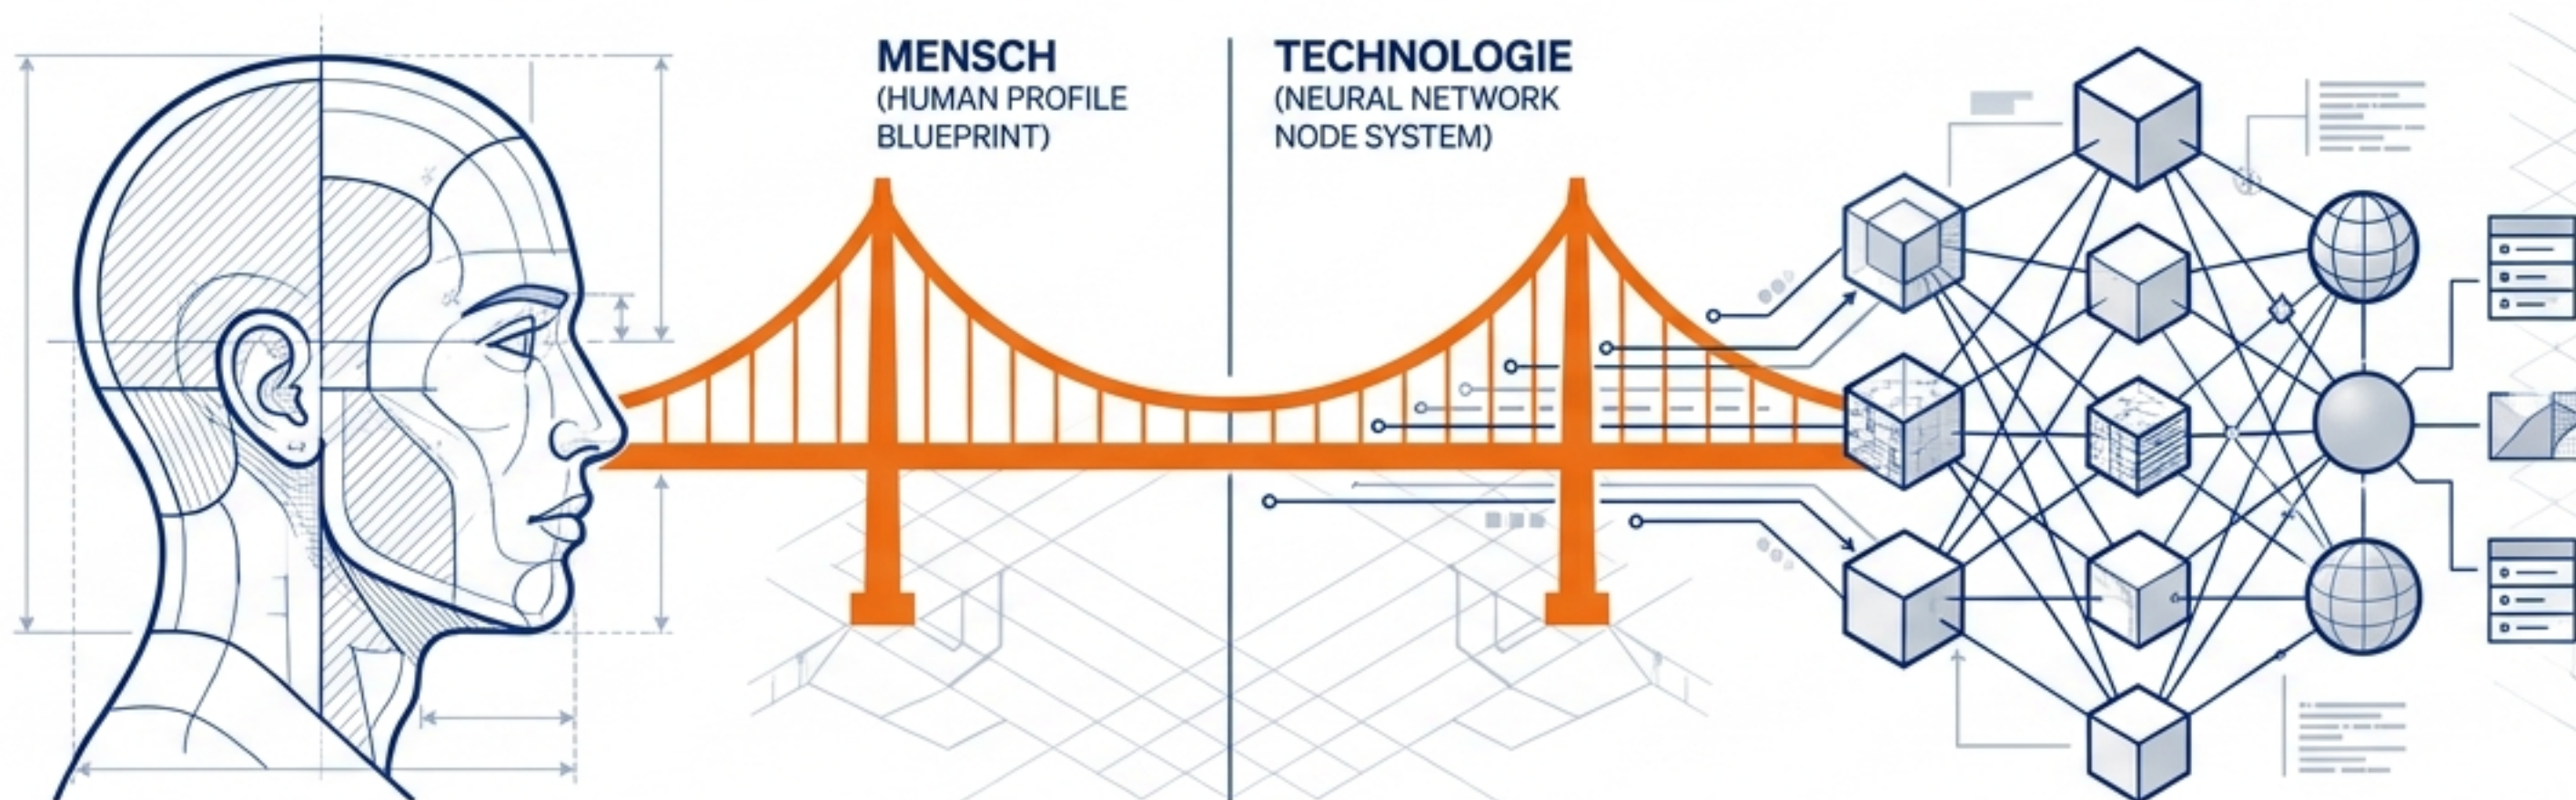 MENSCH
(HUMAN PROFILE
BLUEPRINT)
TECHNOLOGIE
(NEURAL NETWORK
NODE SYSTEM)